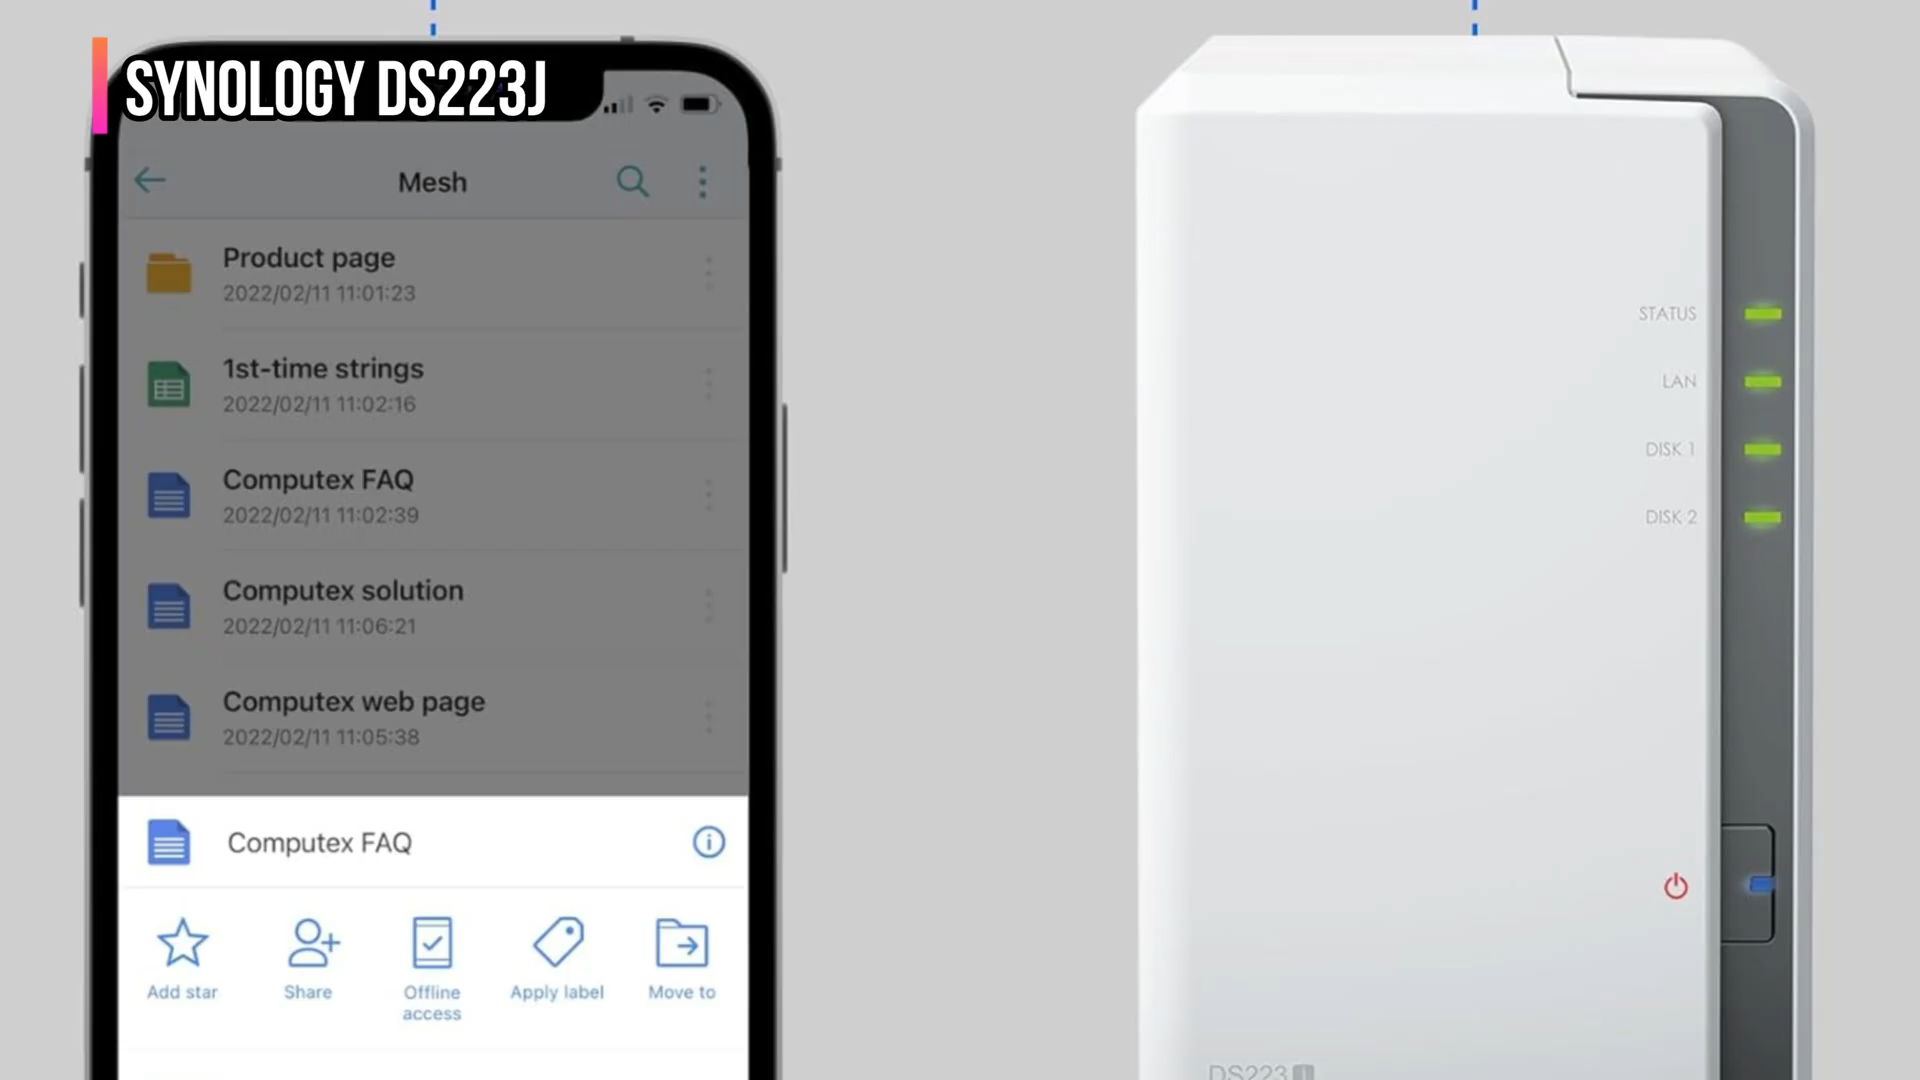 SYNOLOGY DS223J
Mesh
Product page
2022/02/11 11:01:23
1st-time strings
2022/02/11 11:02:16
Computex FAQ
2022/02/11 11:02:39
Computex solution
2022/02/11 11:06:21
Computex web page
2022/02/11 11:05:38
Computex FAQ
Add star
Share
Offline
access
Apply label
Move to
STATUS
LAN
DISK 1
DISK 2
DS223j